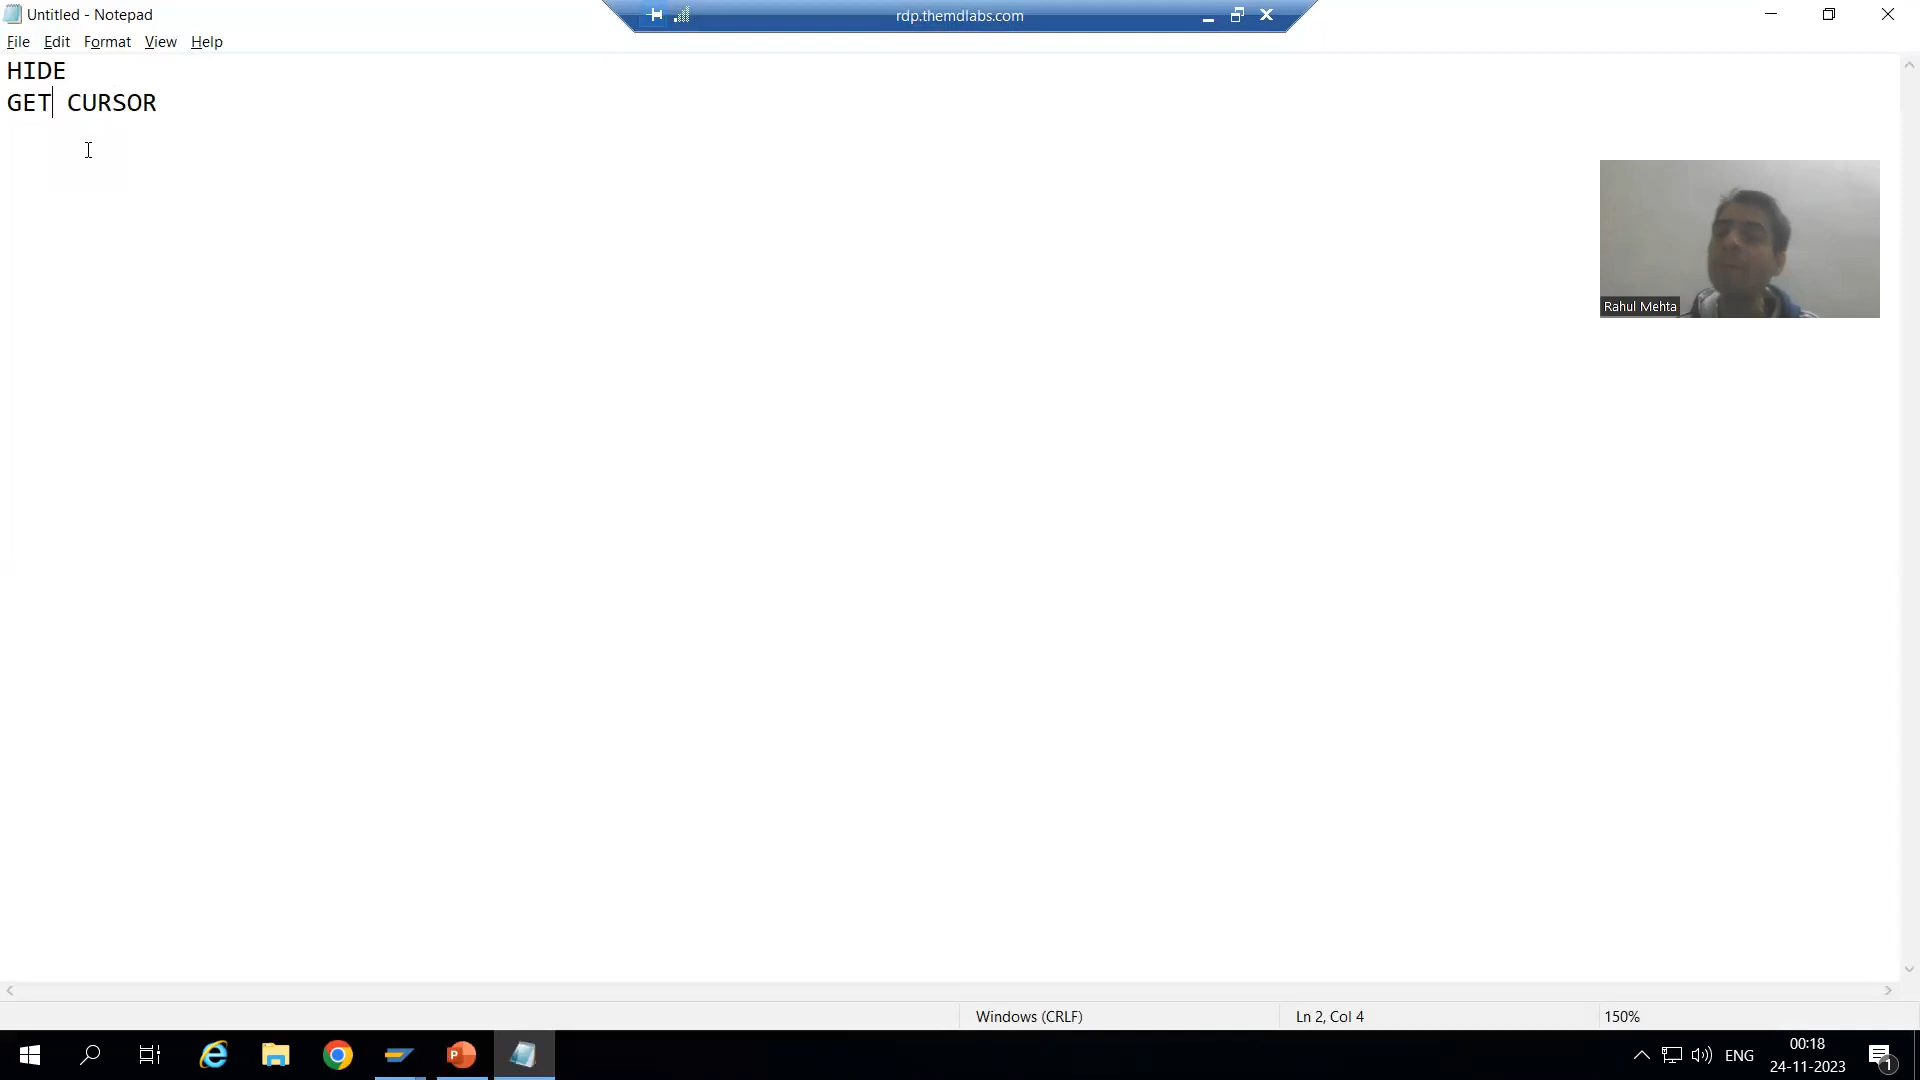 Untitled - Notepad
rdp.themdlabs.com
File Edit Format View Help
HIDE
GET CURSOR
Rahul Mehta
Windows (CRLF)
Ln 2, Col 4
150%
P
ENG
00:18
24-11-2023
1